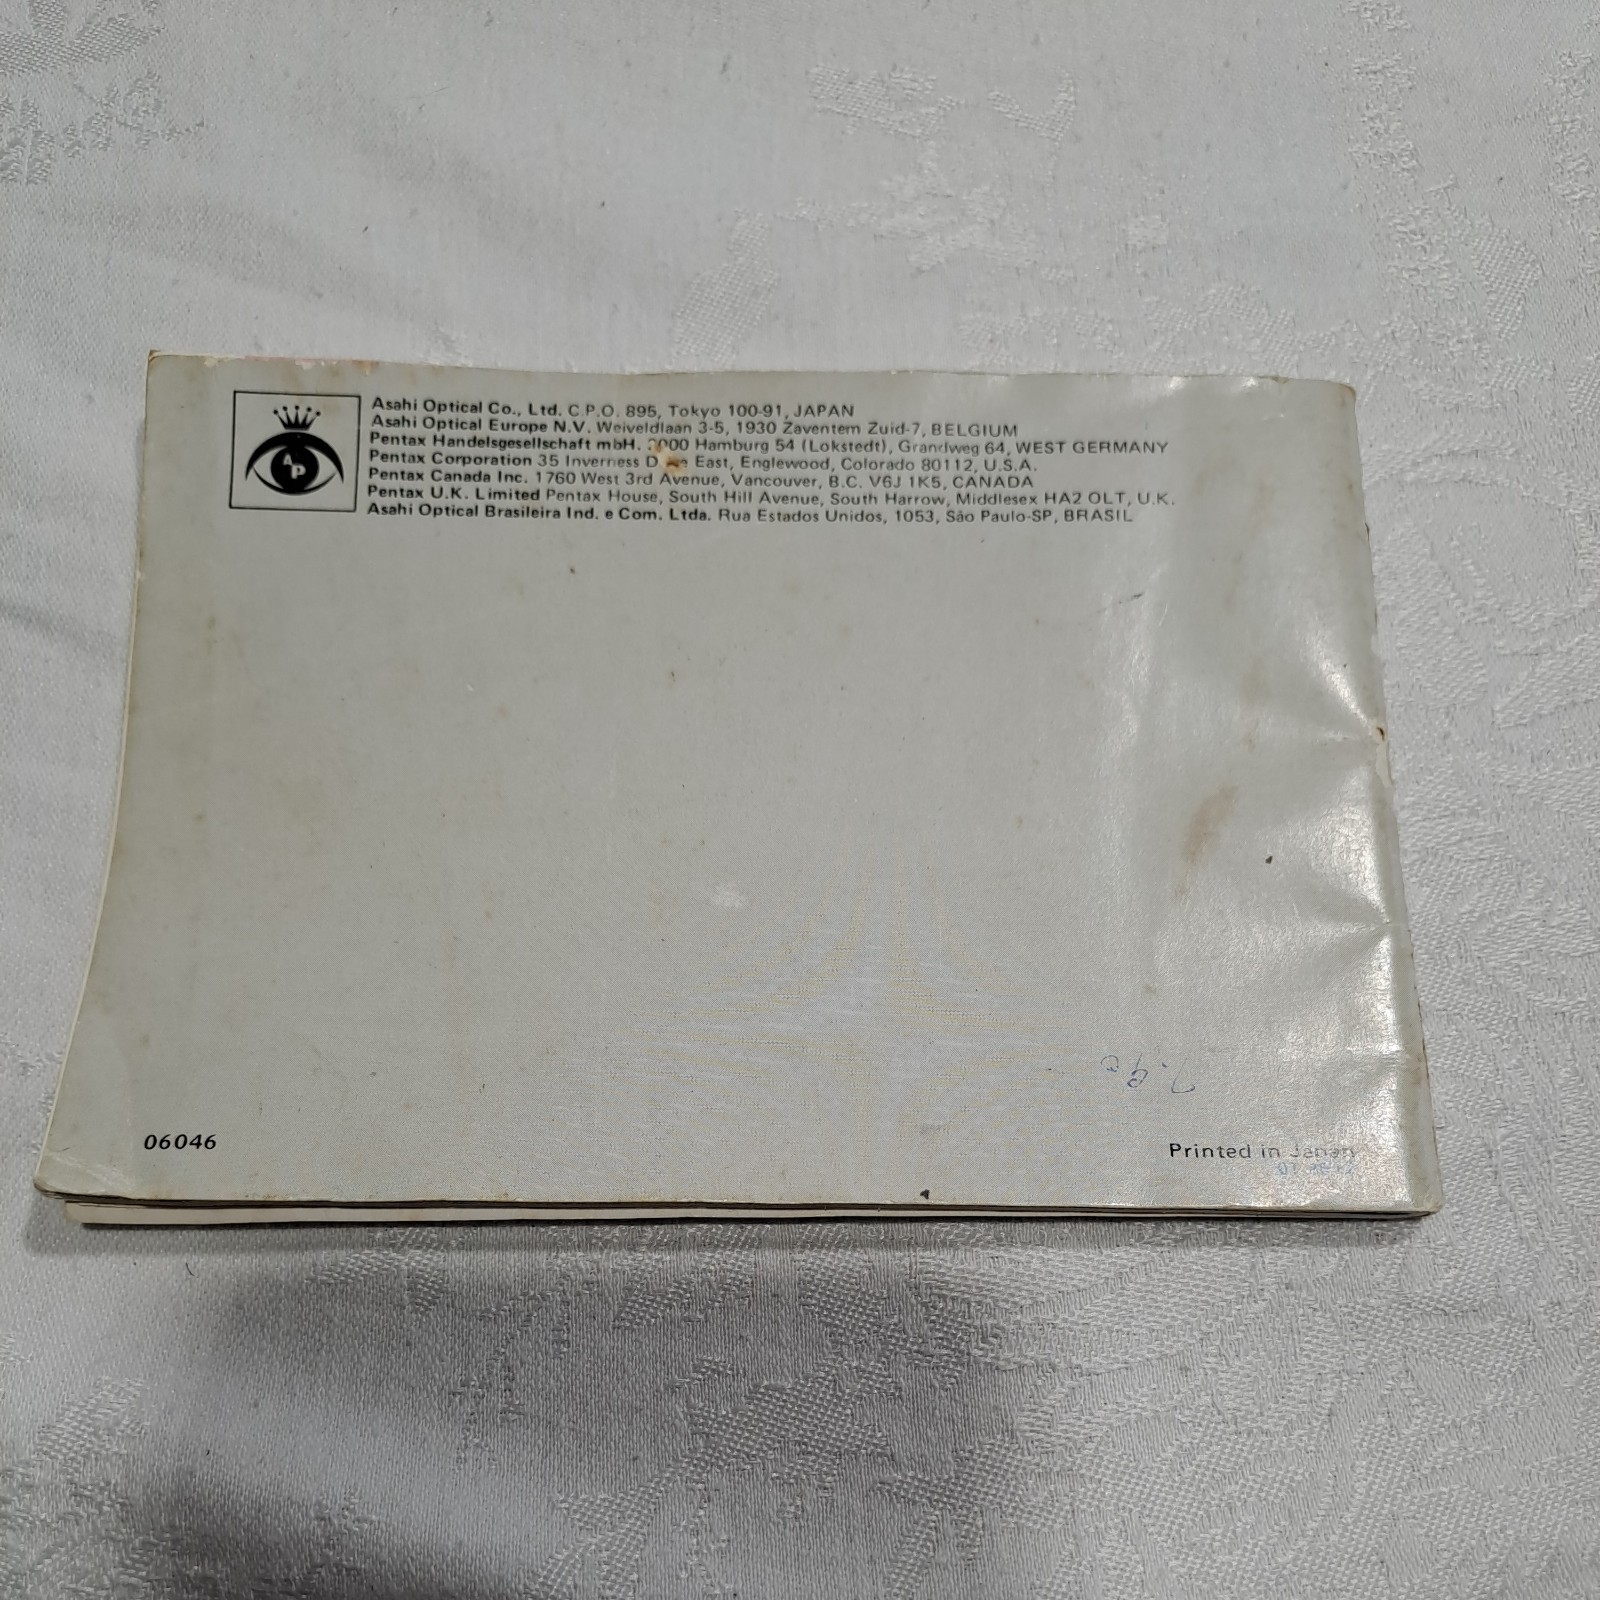 AP
Asahi Optical Co., Ltd. C.P.O. 895, Tokyo 100-91, JAPAN
Asahi Optical Europe N.V. Weiveldlaan 3-5, 1930 Zaventem Zuid-7, BELGIUM
Pentax Handelsgesellschaft mbH. 2000 Hamburg 54 (Lokstedt), Grandweg 64, WEST GERMANY
Pentax Corporation 35 Inverness East, Englewood, Colorado 80112, U.S.A.
Pentax Canada Inc. 1760 West 3rd Avenue, Vancouver, B.C. V6J 1K5, CANADA
Pentax U.K. Limited Pentax House, South Hill Avenue, South Harrow, Middlesex HA2 OLT, U.K.
Asahi Optical Brasileira Ind. e Com. Ltda. Rua Estados Unidos, 1053, São Paulo-SP, BRASIL
06046
Printed in Japan